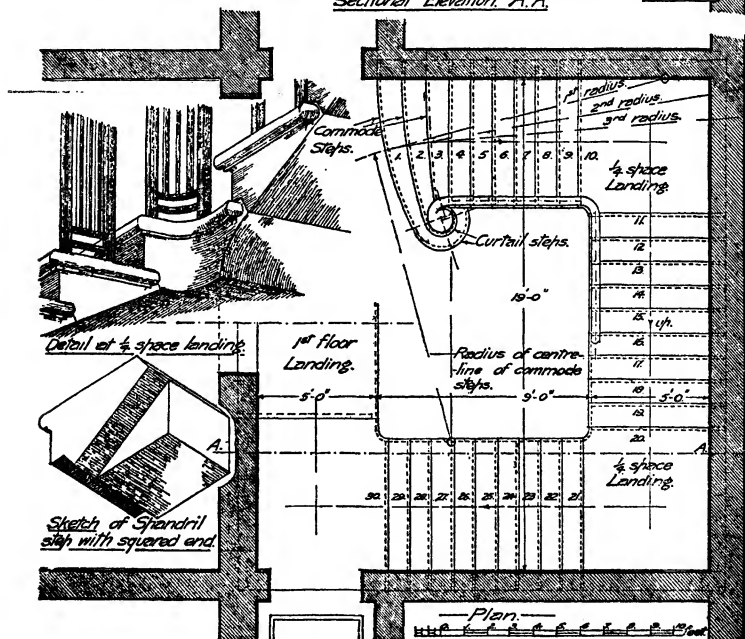 Sectional Elevation. A.A.
Commode
Steps.
1st radius.
2nd radius.
3rd radius.
1. 2. 3. 4. 5. 6. 7. 8. 9. 10.
¼ space
Landing.
11.
12.
13.
14.
15.
up.
16.
17.
18.
19.
20.
Curtail steps.
19'-0"
Detail at ¼ space landing
1st floor
Landing.
Radius of centre-
line of commode
steps.
5'-0"
9'-0"
5'-0"
A.
A.
¼ space
Landing.
30. 29. 28. 27. 26. 25. 24. 23. 22. 21.
Sketch of Spandril
step with squared end.
Plan.
feet